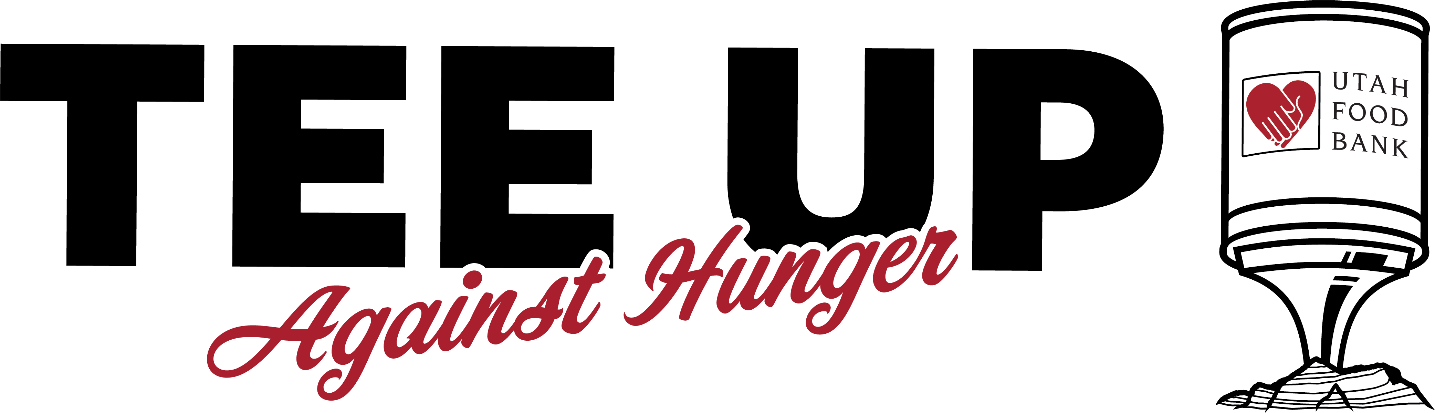 TEE UP
Against Hunger
UTAH
FOOD
BANK